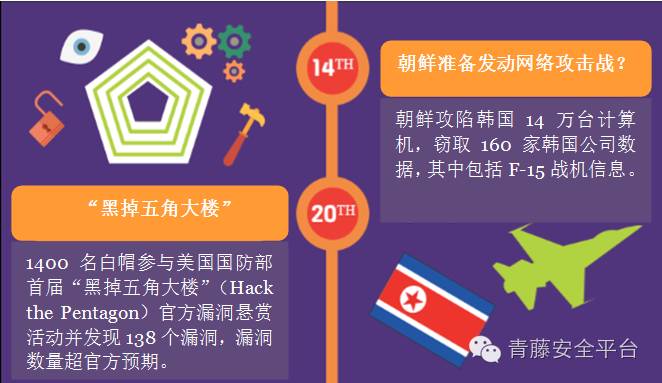 14TH
朝鲜准备发动网络攻击战？
朝鲜攻陷韩国 14 万台计算
机，窃取 160 家韩国公司数
据，其中包括 F-15 战机信息。
20TH
“黑掉五角大楼”
1400 名白帽参与美国国防部
首届“黑掉五角大楼”（Hack
the Pentagon）官方漏洞悬赏
活动并发现 138 个漏洞，漏洞
数量超官方预期。
青藤安全平台